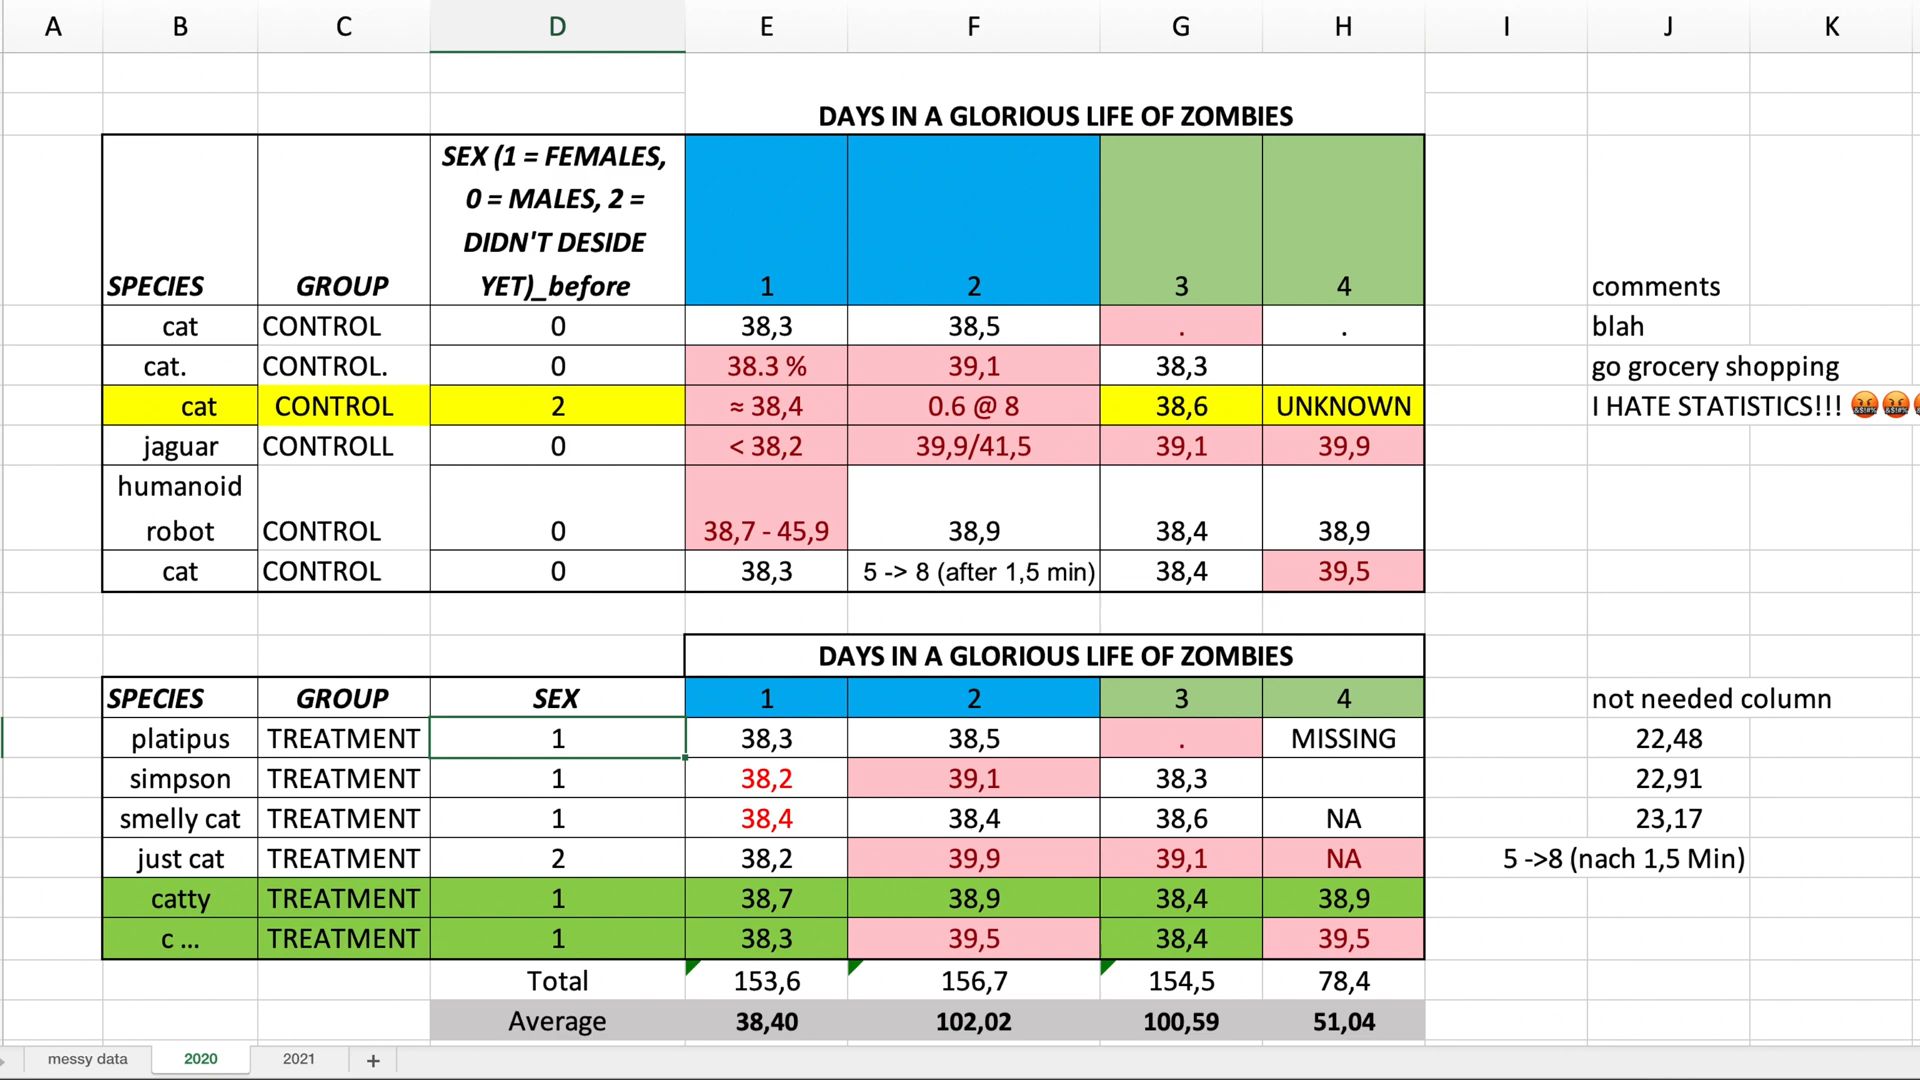 A B C D E F G H I J K
DAYS IN A GLORIOUS LIFE OF ZOMBIES
SPECIES GROUP SEX (1 = FEMALES, 0 = MALES, 2 = DIDN'T DESIDE YET)_before 1 2 3 4 comments
cat CONTROL 0 38,3 38,5 . . blah
cat. CONTROL. 0 38.3 % 39,1 38,3 go grocery shopping
cat CONTROL 2 ≈ 38,4 0.6 @ 8 38,6 UNKNOWN I HATE STATISTICS!!! 🤬🤬🤬
jaguar CONTROLL 0 < 38,2 39,9/41,5 39,1 39,9
humanoid robot CONTROL 0 38,7 - 45,9 38,9 38,4 38,9
cat CONTROL 0 38,3 5 -> 8 (after 1,5 min) 38,4 39,5
DAYS IN A GLORIOUS LIFE OF ZOMBIES
SPECIES GROUP SEX 1 2 3 4 not needed column
platipus TREATMENT 1 38,3 38,5 . MISSING 22,48
simpson TREATMENT 1 38,2 39,1 38,3 22,91
smelly cat TREATMENT 1 38,4 38,4 38,6 NA 23,17
just cat TREATMENT 2 38,2 39,9 39,1 NA 5 ->8 (nach 1,5 Min)
catty TREATMENT 1 38,7 38,9 38,4 38,9
c ... TREATMENT 1 38,3 39,5 38,4 39,5
Total 153,6 156,7 154,5 78,4
Average 38,40 102,02 100,59 51,04
messy data 2020 2021 +